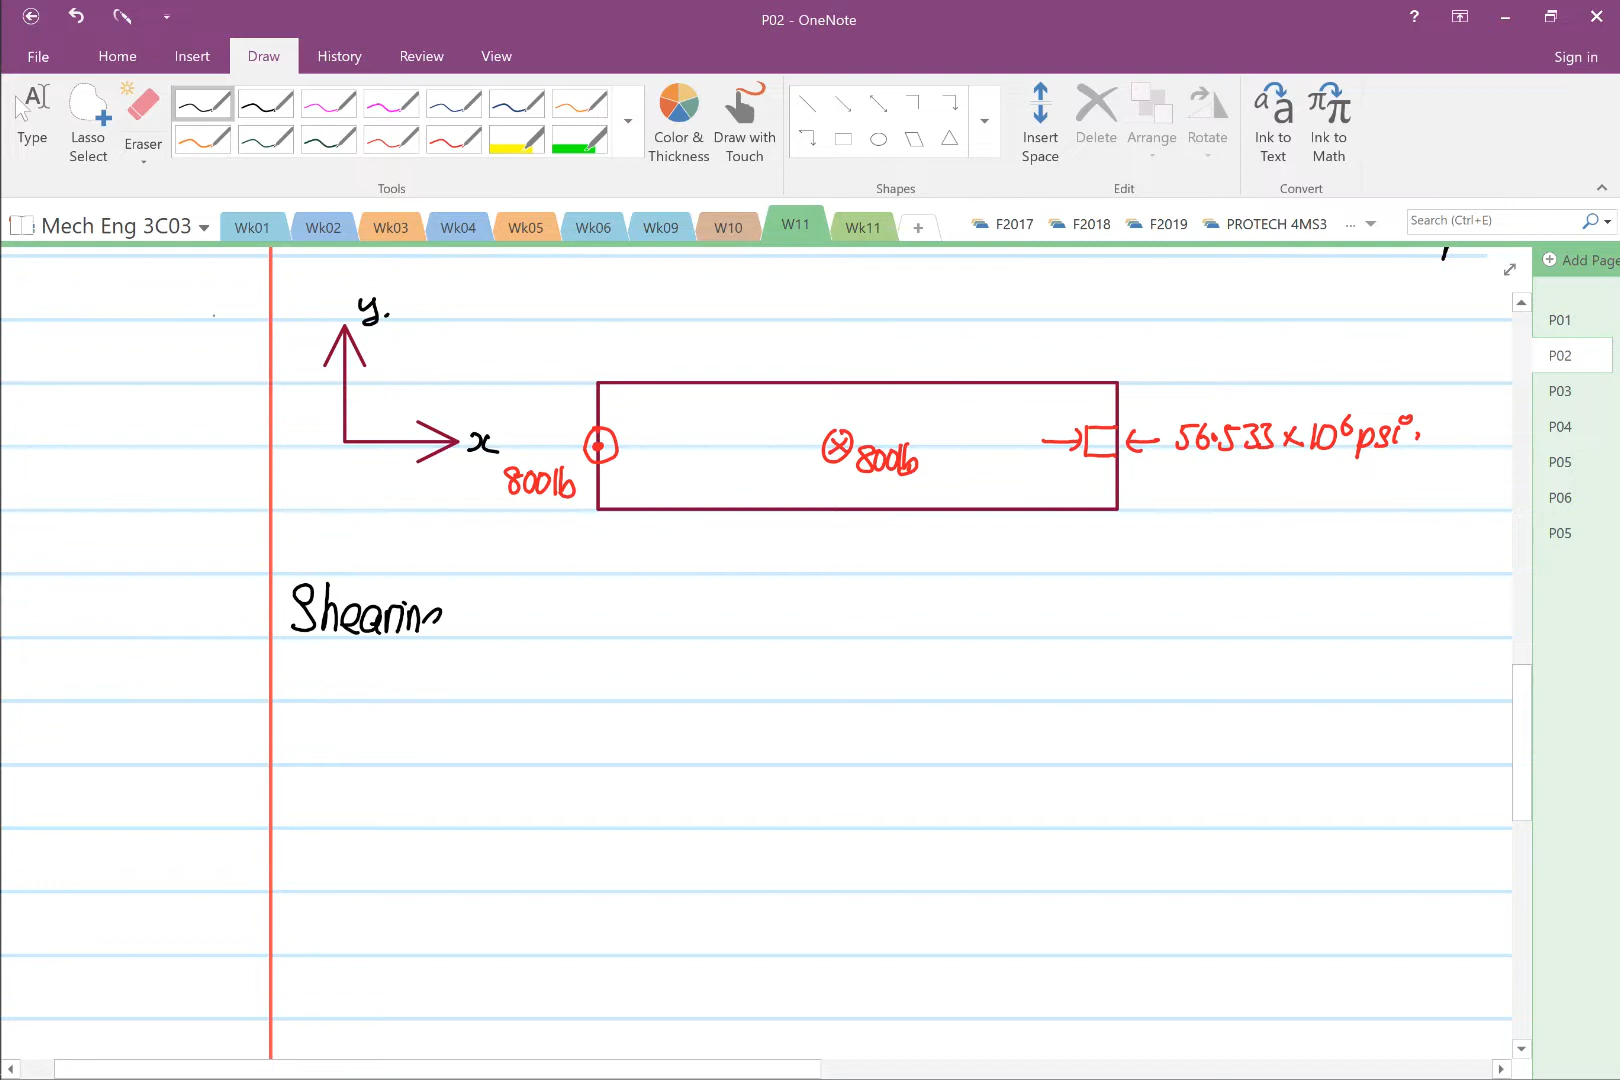 P02 - OneNote
?
File
Home
Insert
Draw
History
Review
View
Sign in
Type
Lasso Select
Eraser
Color & Thickness
Draw with Touch
Insert Space
Delete
Arrange
Rotate
Ink to Text
Ink to Math
Tools
Shapes
Edit
Convert
Mech Eng 3C03
Wk01
Wk02
Wk03
Wk04
Wk05
Wk06
Wk09
W10
W11
Wk11
+
F2017
F2018
F2019
PROTECH 4MS3
...
Search (Ctrl+E)
Add Page
P01
P02
P03
P04
P05
P06
P05
y.
x
800lb
800lb
56.533 x 10⁶ psi.
Shearin